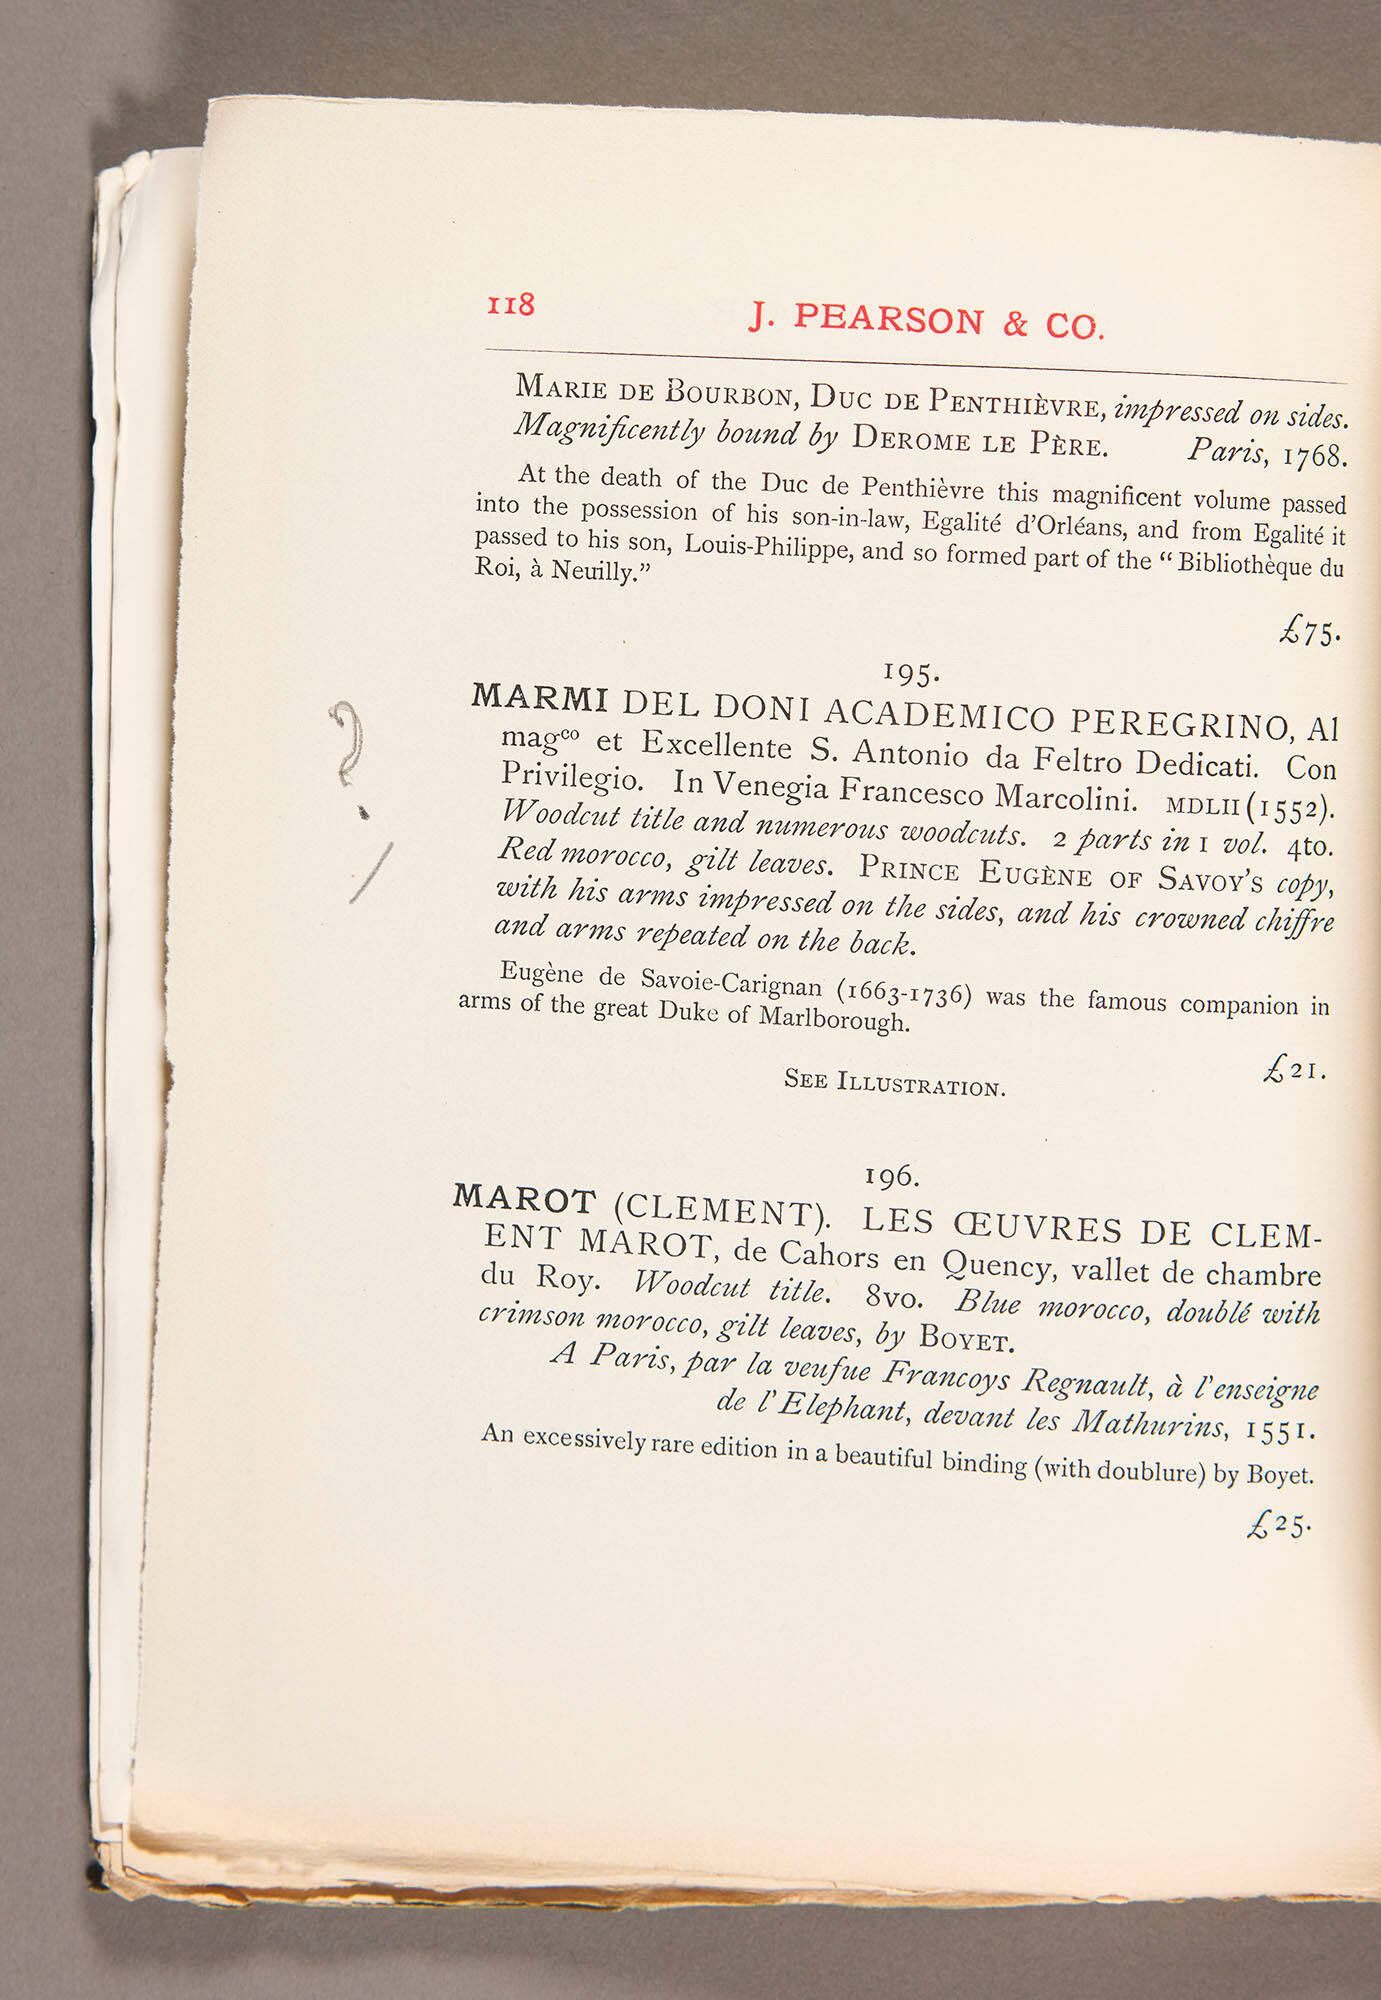 118 J. PEARSON & CO.
MARIE DE BOURBON, DUC DE PENTHIÈVRE, impressed on sides.
Magnificently bound by DEROME LE PÈRE. Paris, 1768.
At the death of the Duc de Penthièvre this magnificent volume passed
into the possession of his son-in-law, Egalité d'Orléans, and from Egalité it
passed to his son, Louis-Philippe, and so formed part of the “Bibliothèque du
Roi, à Neuilly.”
£75.
195.
MARMI DEL DONI ACADEMICO PEREGRINO, Al
magco et Excellente S. Antonio da Feltro Dedicati. Con
Privilegio. In Venegia Francesco Marcolini. MDLII (1552).
Woodcut title and numerous woodcuts. 2 parts in 1 vol. 4to.
Red morocco, gilt leaves. PRINCE EUGÈNE OF SAVOY'S copy,
with his arms impressed on the sides, and his crowned chiffre
and arms repeated on the back.
Eugène de Savoie-Carignan (1663-1736) was the famous companion in
arms of the great Duke of Marlborough.
£21.
SEE ILLUSTRATION.
?
/
196.
MAROT (CLEMENT). LES ŒUVRES DE CLEM-
ENT MAROT, de Cahors en Quency, vallet de chambre
du Roy. Woodcut title. 8vo. Blue morocco, doublé with
crimson morocco, gilt leaves, by BOYET.
A Paris, par la veufue Francoys Regnault, à l'enseigne
de l'Elephant, devant les Mathurins, 1551.
An excessively rare edition in a beautiful binding (with doublure) by Boyet.
£25.